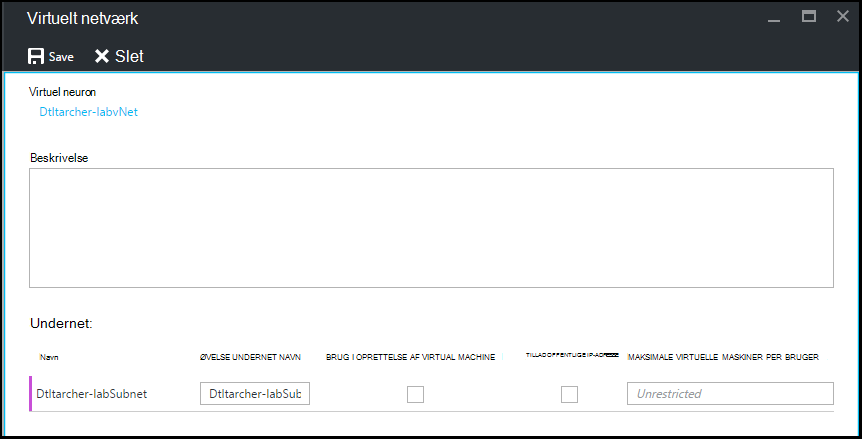 Virtuelt netværk
Save Slet
Virtuel neuron
Dtltarcher-labvNet
Beskrivelse
Undernet:
Navn ØVELSE UNDERNET NAVN BRUG I OPRETTELSE AF VIRTUAL MACHINE TILLAD OFFENTLIGE IP-ADRESSE MAKSIMALE VIRTUELLE MASKINER PER BRUGER
Dtltarcher-labSubnet Dtltarcher-labSub Unrestricted